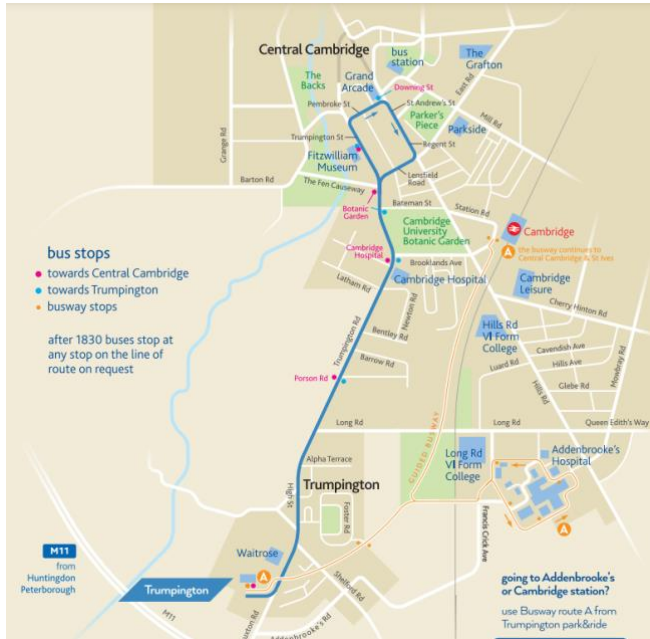 Central Cambridge
bus
station
The
Grafton
The
Backs
Grand
Arcade
Downing St
East Rd
Pembroke St
St Andrew's St
Parker's
Piece
Mill Rd
Grange Rd
Trumpington St
Parkside
Regent St
Fitzwilliam
Museum
Lensfield
Road
Barton Rd
The Fen Causeway
Bateman St
Station Rd
Botanic
Garden
Cambridge
University
Botanic Garden
Cambridge
A
the busway continues to
Central Cambridge & St Ives
bus stops
towards Central Cambridge
towards Trumpington
busway stops
after 1830 buses stop at
any stop on the line of
route on request
Cambridge
Hospital
Brooklands Ave
Cambridge Hospital
Latham Rd
Newton Rd
Cambridge
Leisure
Cherry Hinton Rd
Trumpington Rd
Bentley Rd
Barrow Rd
Hills Rd
VI Form
College
Cavendish Ave
Luard Rd
Hills Ave
Mowbray Rd
Glebe Rd
Hills Rd
Porson Rd
Long Rd
Long Rd
Queen Edith's Way
GUIDED BUSWAY
Alpha Terrace
Long Rd
VI Form
College
Addenbrooke's
Hospital
Trumpington
High St
Foster Rd
Francis Crick Ave
A
M11
from
Huntingdon
Peterborough
Waitrose
A
Shelford Rd
Trumpington
M11
Addenbrooke's Rd
going to Addenbrooke's
or Cambridge station?
use Busway route A from
Trumpington park&ride